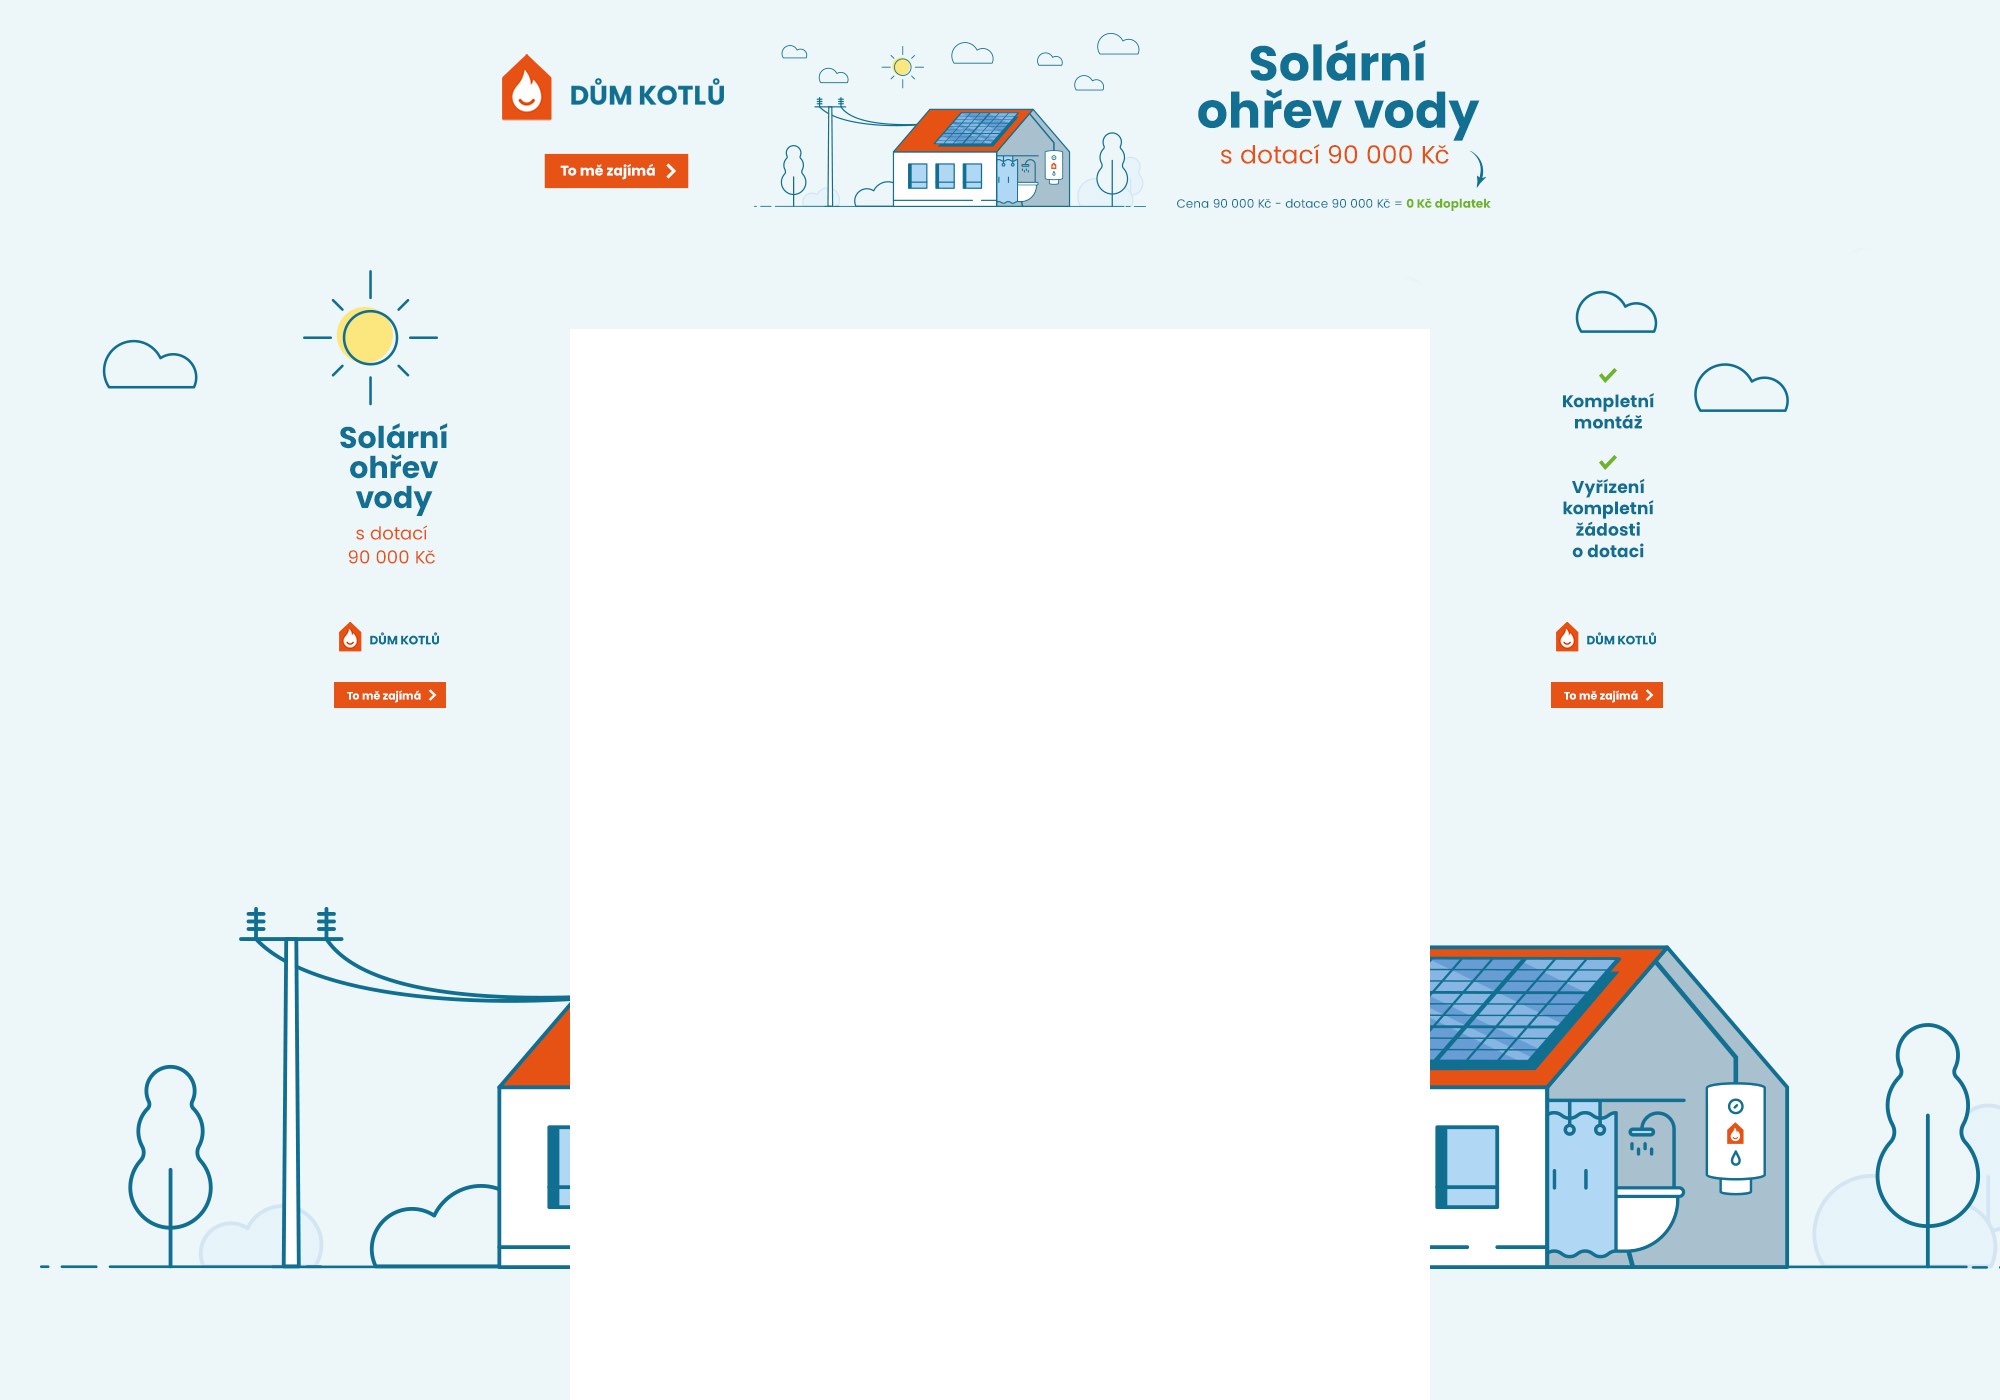 DŮM KOTLŮ
To mě zajímá
Solární
ohřev vody
s dotací 90 000 Kč
Cena 90 000 Kč - dotace 90 000 Kč = 0 Kč doplatek
Solární
ohřev
vody
s dotací
90 000 Kč
DŮM KOTLŮ
To mě zajímá
Kompletní
montáž
Vyřízení
kompletní
žádosti
o dotaci
DŮM KOTLŮ
To mě zajímá